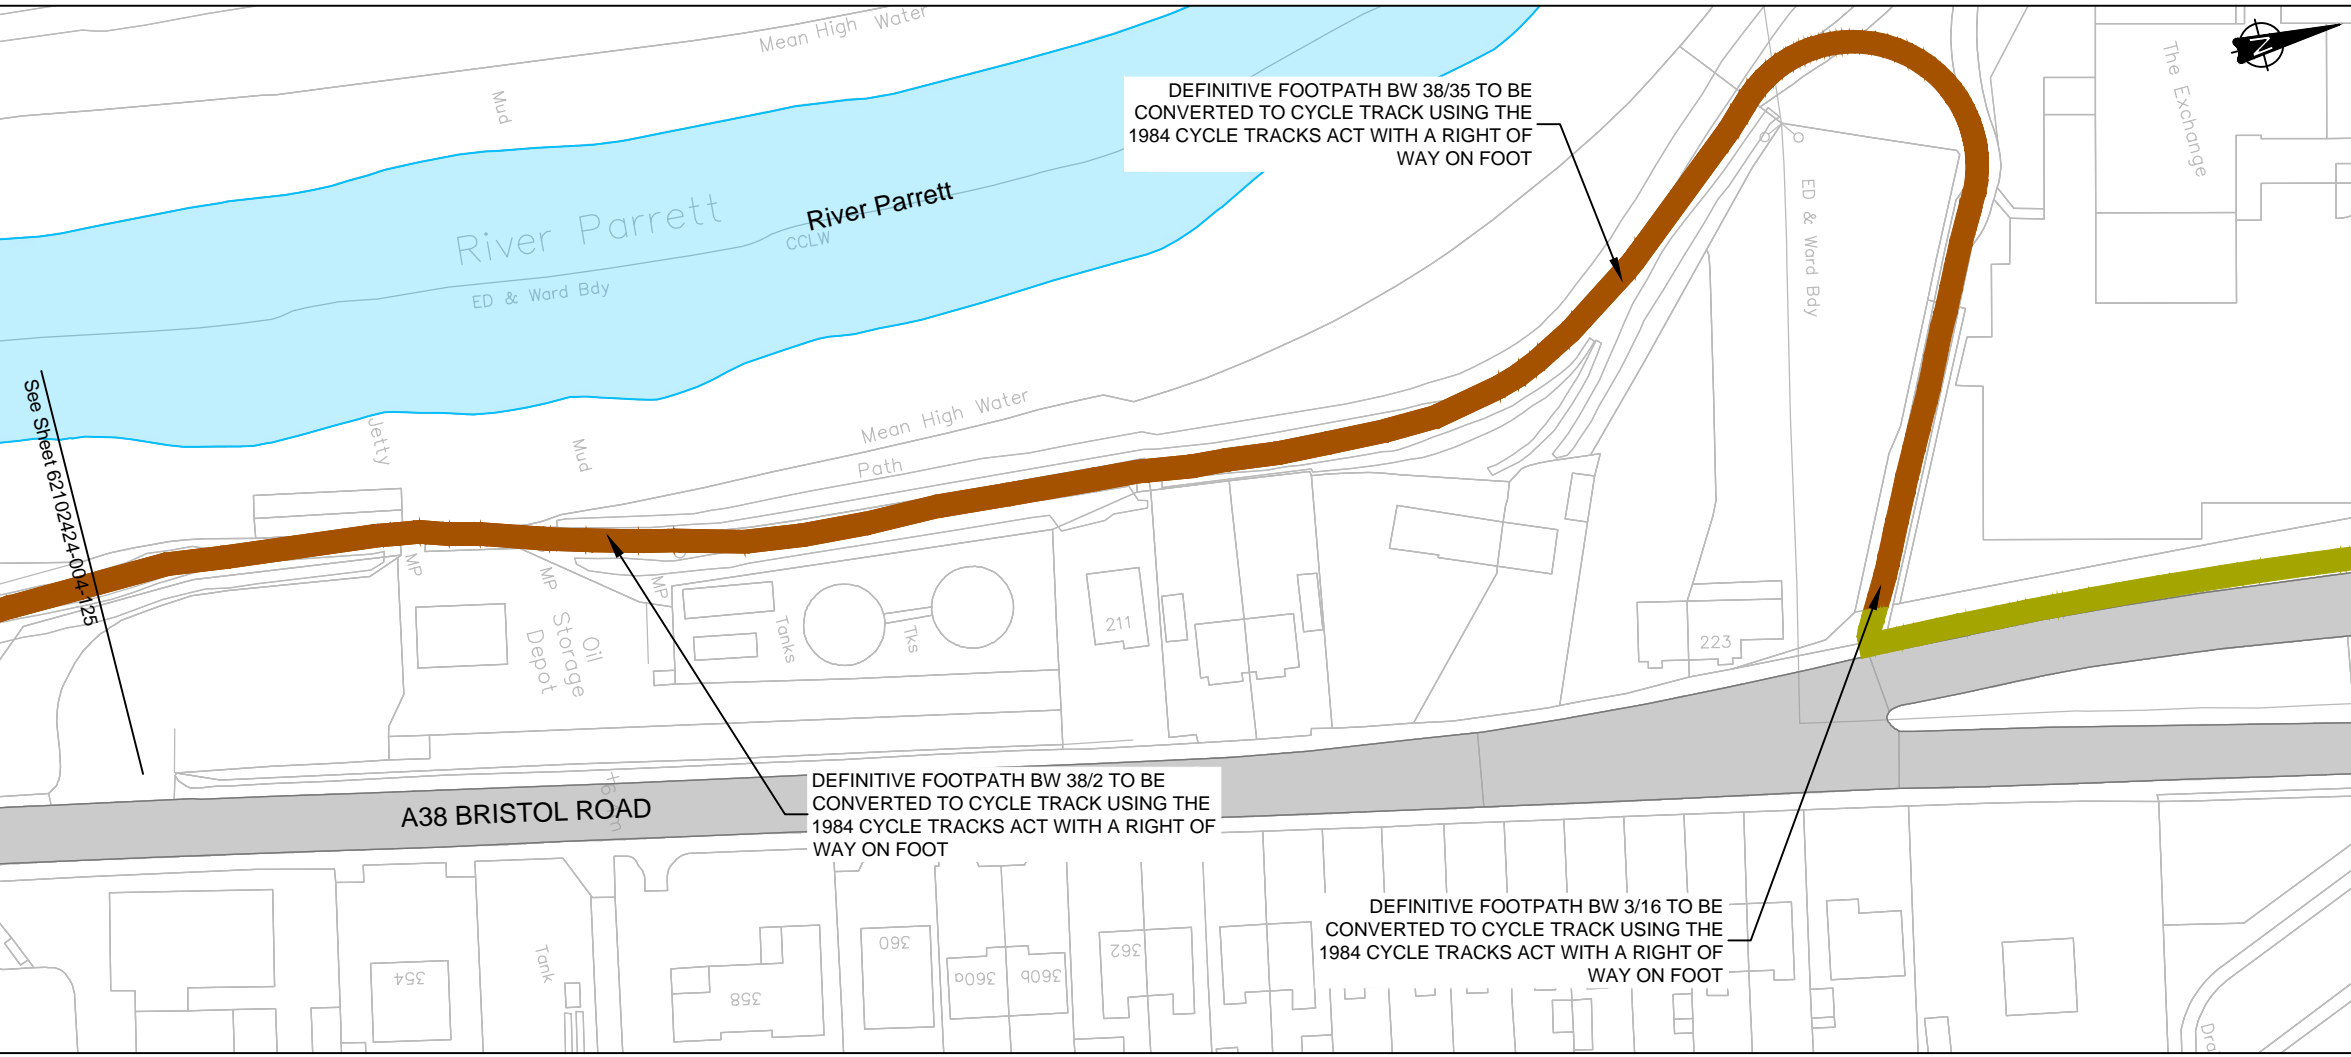 Mean High Water
N
The Exchange
Mud
DEFINITIVE FOOTPATH BW 38/35 TO BE
CONVERTED TO CYCLE TRACK USING THE
1984 CYCLE TRACKS ACT WITH A RIGHT OF
WAY ON FOOT
River Parrett
River Parrett
CCLW
ED & Ward Bdy
ED & Ward Bdy
See Sheet 62102424-004-125
Jetty
Mud
Mean High Water
Path
MP
MP
MP
Oil
Storage
Depot
Tanks
Tks
211
223
A38 BRISTOL ROAD
DEFINITIVE FOOTPATH BW 38/2 TO BE
CONVERTED TO CYCLE TRACK USING THE
1984 CYCLE TRACKS ACT WITH A RIGHT OF
WAY ON FOOT
DEFINITIVE FOOTPATH BW 3/16 TO BE
CONVERTED TO CYCLE TRACK USING THE
1984 CYCLE TRACKS ACT WITH A RIGHT OF
WAY ON FOOT
354
Tank
358
360
360a
360b
362